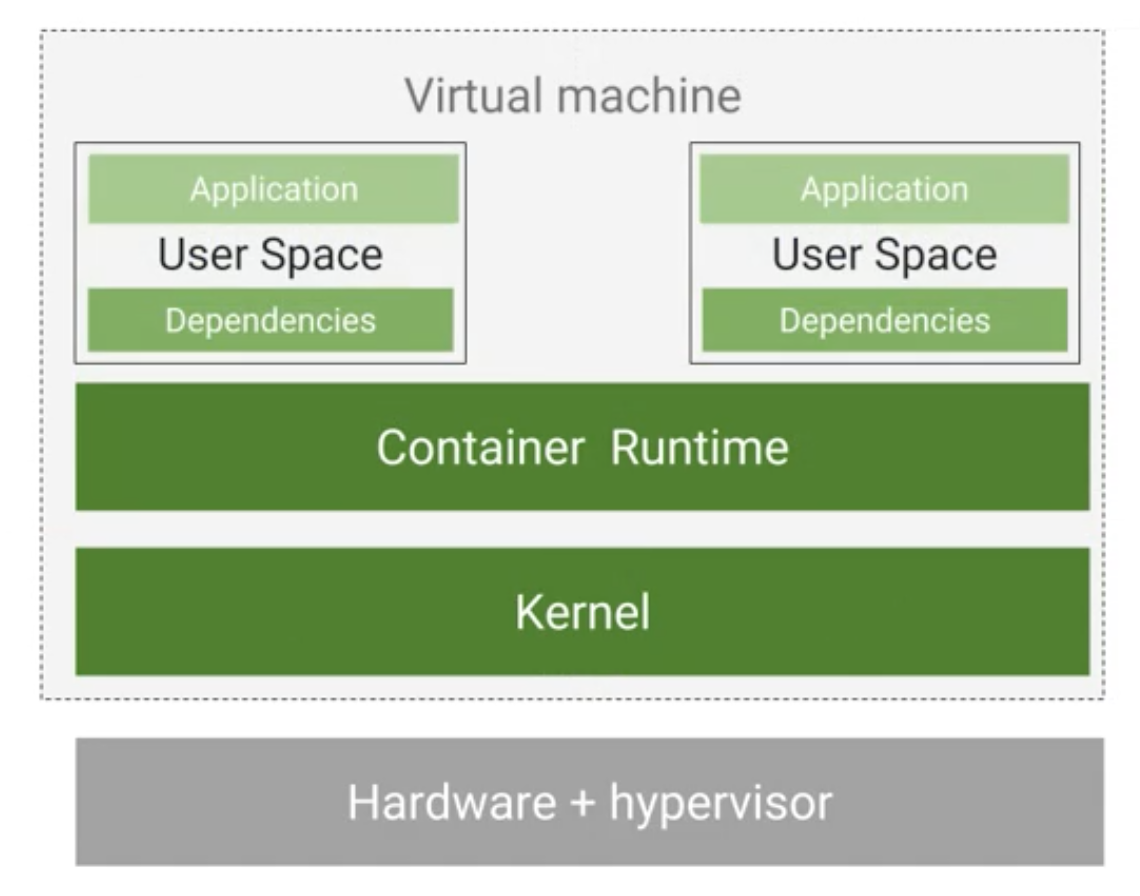 Virtual machine
Application
User Space
Dependencies
Application
User Space
Dependencies
Container Runtime
Kernel
Hardware + hypervisor